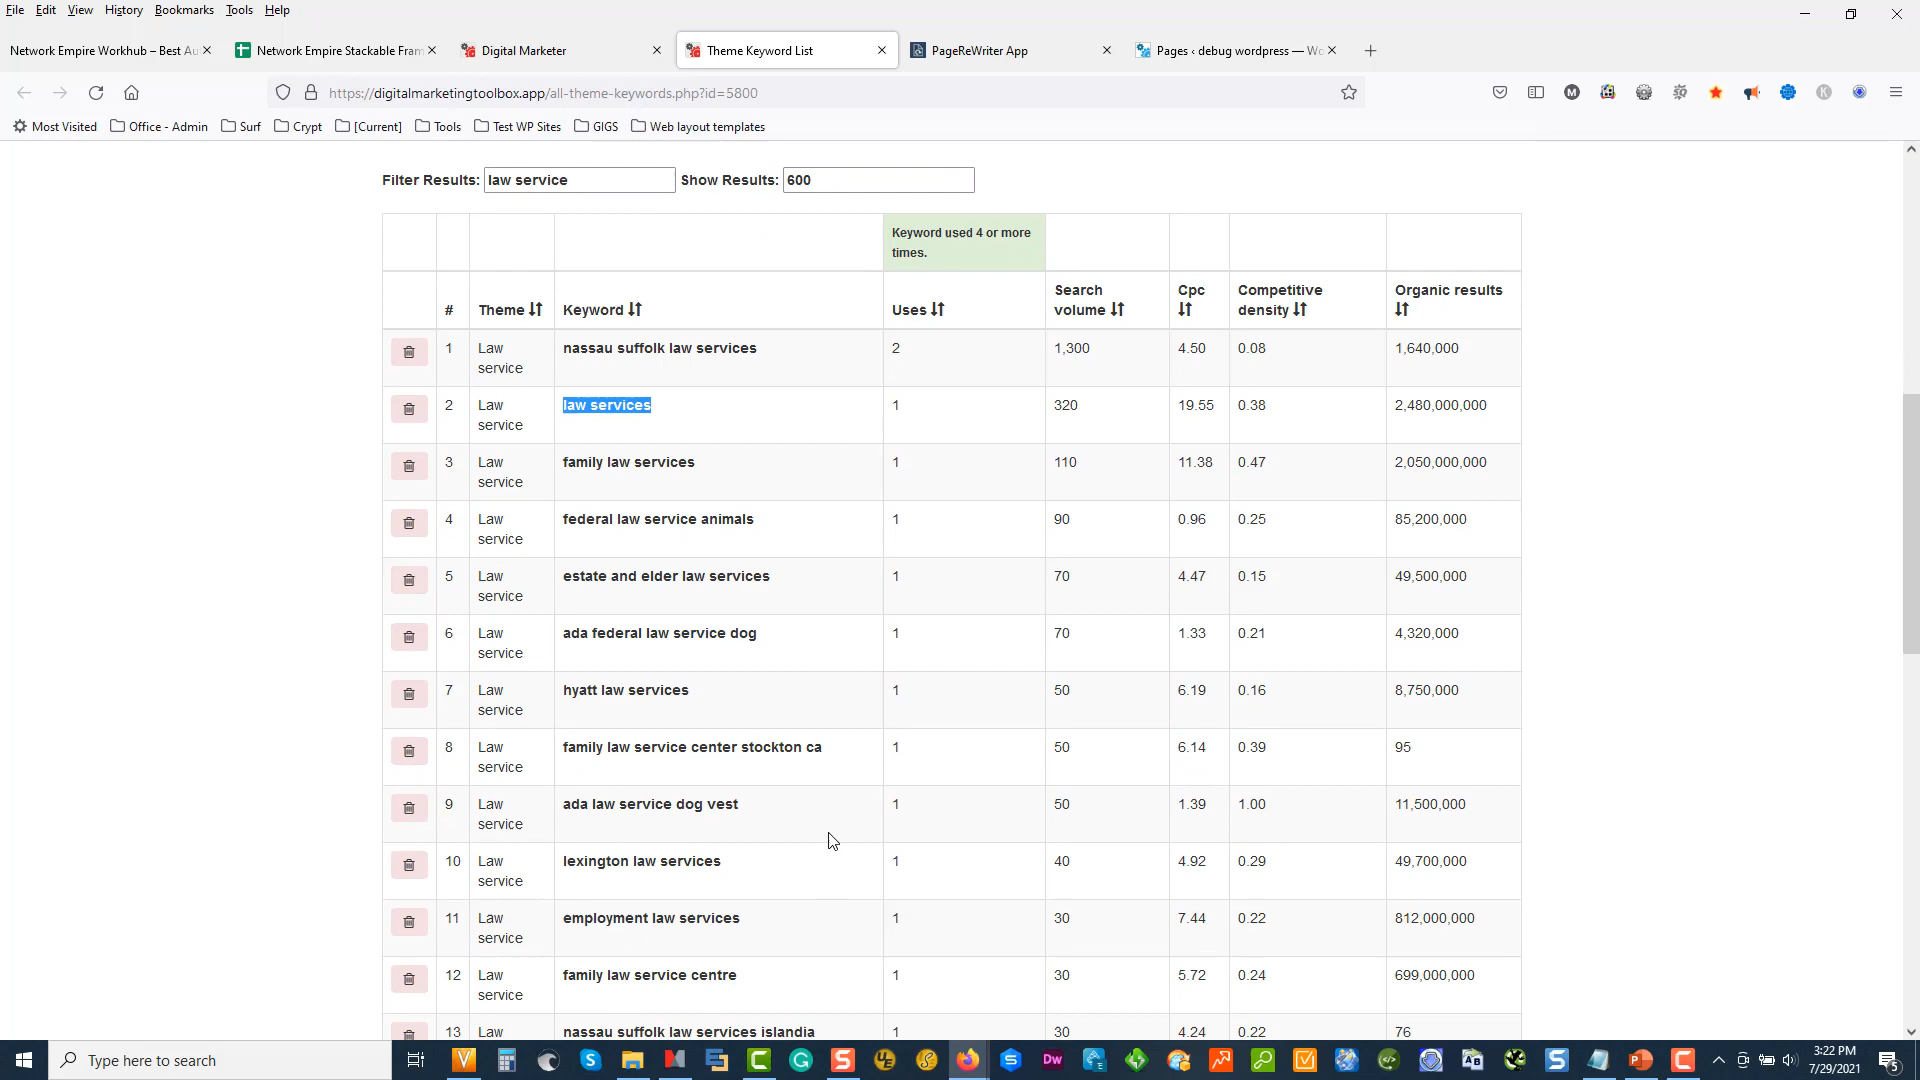 File Edit View History Bookmarks Tools Help
Network Empire Workhub – Best Au
Network Empire Stackable Fram
Digital Marketer
Theme Keyword List
PageReWriter App
Pages ‹ debug wordpress — Wo
https://digitalmarketingtoolbox.app/all-theme-keywords.php?id=5800
Most Visited Office - Admin Surf Crypt [Current] Tools Test WP Sites GIGS Web layout templates
Filter Results: law service Show Results: 600
Keyword used 4 or more
times.
# Theme Keyword Uses Search volume Cpc Competitive density Organic results
1 Law service nassau suffolk law services 2 1,300 4.50 0.08 1,640,000
2 Law service law services 1 320 19.55 0.38 2,480,000,000
3 Law service family law services 1 110 11.38 0.47 2,050,000,000
4 Law service federal law service animals 1 90 0.96 0.25 85,200,000
5 Law service estate and elder law services 1 70 4.47 0.15 49,500,000
6 Law service ada federal law service dog 1 70 1.33 0.21 4,320,000
7 Law service hyatt law services 1 50 6.19 0.16 8,750,000
8 Law service family law service center stockton ca 1 50 6.14 0.39 95
9 Law service ada law service dog vest 1 50 1.39 1.00 11,500,000
10 Law service lexington law services 1 40 4.92 0.29 49,700,000
11 Law service employment law services 1 30 7.44 0.22 812,000,000
12 Law service family law service centre 1 30 5.72 0.24 699,000,000
13 Law nassau suffolk law services islandia 1 30 4.24 0.22 76
Type here to search
3:22 PM
7/29/2021
5